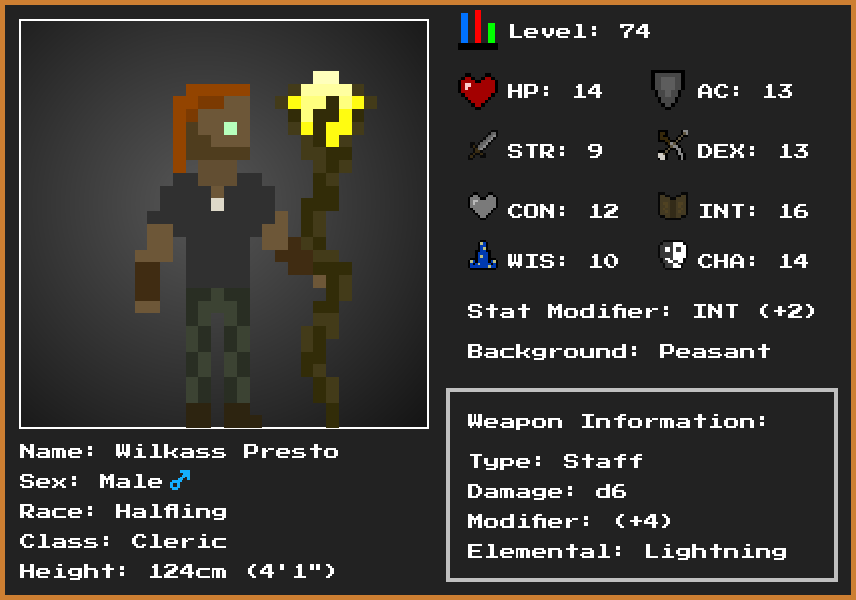 Level: 74
HP: 14
AC: 13
STR: 9
DEX: 13
CON: 12
INT: 16
WIS: 10
CHA: 14
Stat Modifier: INT (+2)
Background: Peasant
Weapon Information:
Type: Staff
Damage: d6
Modifier: (+4)
Elemental: Lightning
Name: Wilkass Presto
Sex: Male♂
Race: Halfling
Class: Cleric
Height: 124cm (4'1")